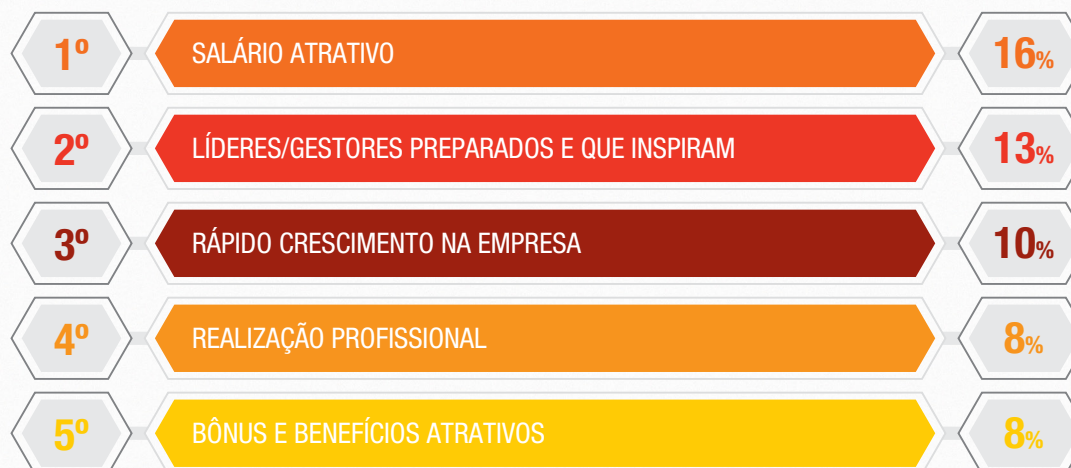 1º SALÁRIO ATRATIVO 16%
2º LÍDERES/GESTORES PREPARADOS E QUE INSPIRAM 13%
3º RÁPIDO CRESCIMENTO NA EMPRESA 10%
4º REALIZAÇÃO PROFISSIONAL 8%
5º BÔNUS E BENEFÍCIOS ATRATIVOS 8%